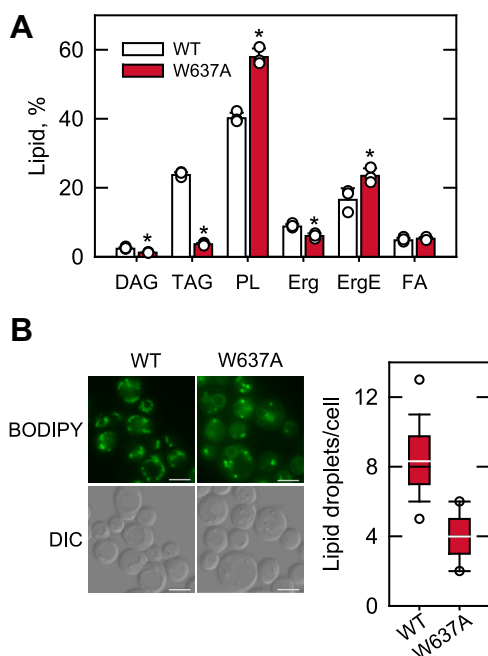 A
Lipid, %
60
40
20
0
WT
W637A
*
*
*
*
*
DAG TAG PL Erg ErgE FA
B
WT W637A
BODIPY
DIC
Lipid droplets/cell
12
8
4
0
WT
W637A